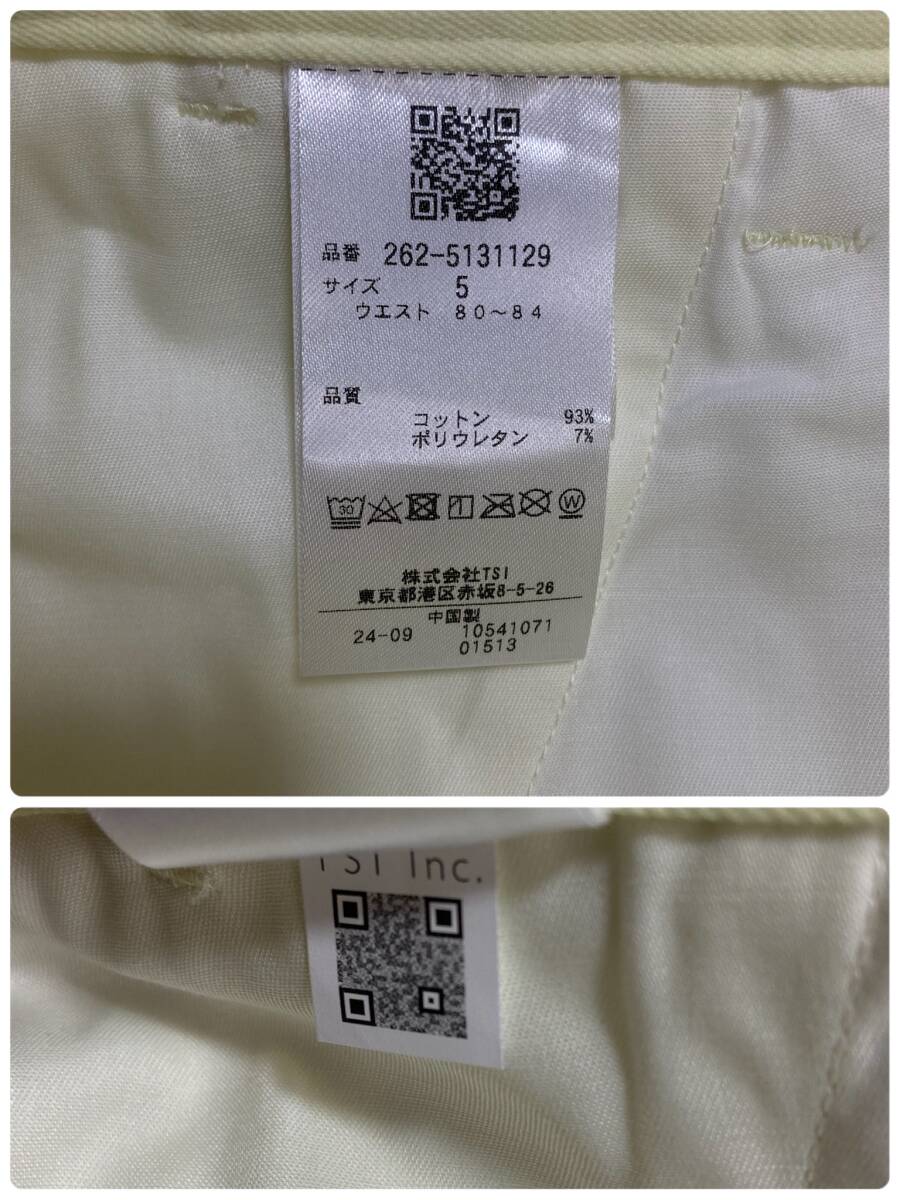 品番 262-5131129
サイズ 5
ウエスト 80～84
品質
コットン 93%
ポリウレタン 7%
30
W
株式会社TSI
東京都港区赤坂8-5-26
中国製
24-09 10541071
01513
TSI Inc.